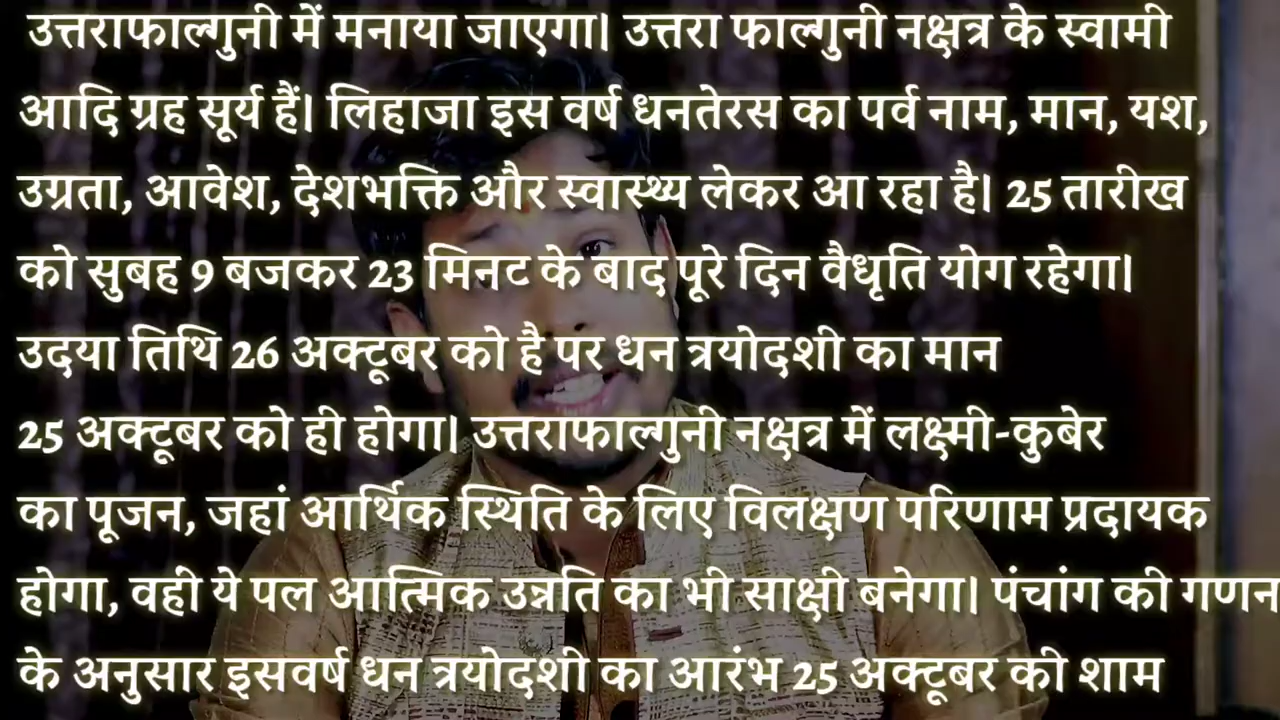 उत्तराफाल्गुनी में मनाया जाएगा। उत्तरा फाल्गुनी नक्षत्र के स्वामी
आदि ग्रह सूर्य हैं। लिहाजा इस वर्ष धनतेरस का पर्व नाम, मान, यश,
उग्रता, आवेश, देशभक्ति और स्वास्थ्य लेकर आ रहा है। 25 तारीख
को सुबह 9 बजकर 23 मिनट के बाद पूरे दिन वैधृति योग रहेगा।
उदया तिथि 26 अक्टूबर को है पर धन त्रयोदशी का मान
25 अक्टूबर को ही होगा। उत्तराफाल्गुनी नक्षत्र में लक्ष्मी-कुबेर
का पूजन, जहां आर्थिक स्थिति के लिए विलक्षण परिणाम प्रदायक
होगा, वहीं ये पल आत्मिक उन्नति का भी साक्षी बनेगा। पंचांग की गणन
के अनुसार इसवर्ष धन त्रयोदशी का आरंभ 25 अक्टूबर की शाम